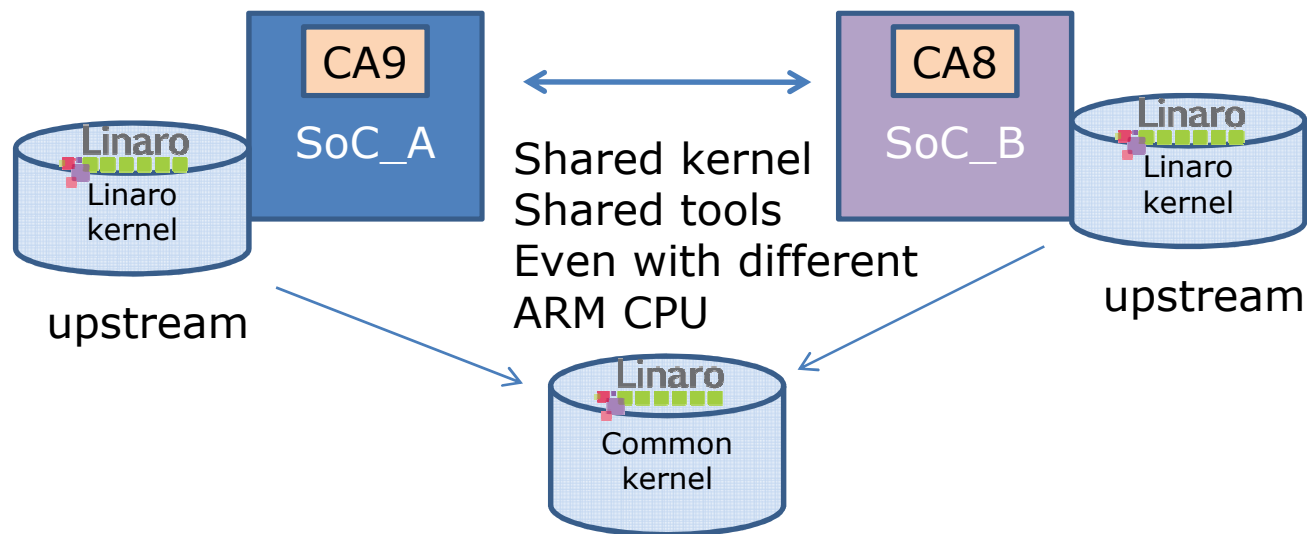 CA9
SoC_A
Linaro
Linaro
kernel
upstream
Shared kernel
Shared tools
Even with different
ARM CPU
CA8
SoC_B
Linaro
Linaro
kernel
upstream
Linaro
Common
kernel